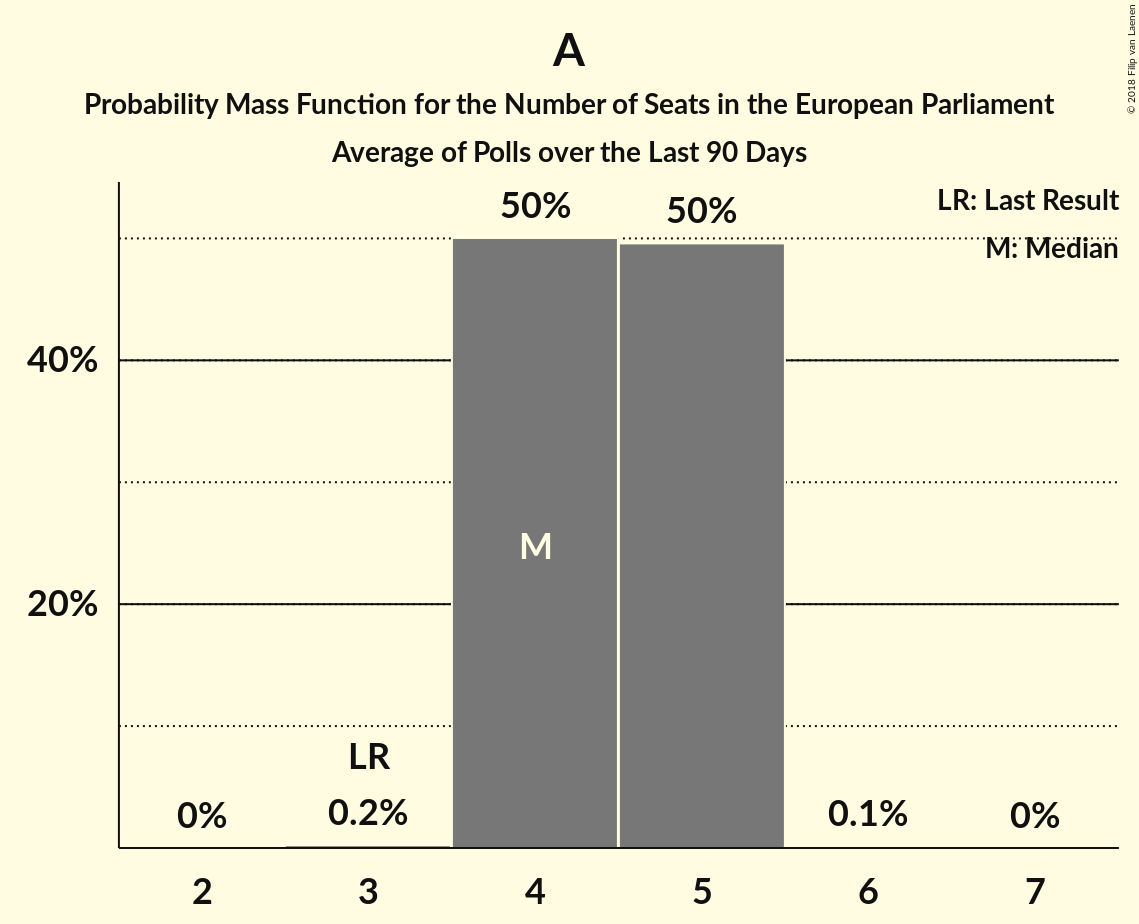 A
Probability Mass Function for the Number of Seats in the European Parliament
Average of Polls over the Last 90 Days
© 2018 Filip van Laenen
LR: Last Result
M: Median
50%
50%
40%
20%
M
LR
0%
0.2%
0.1%
0%
2
3
4
5
6
7